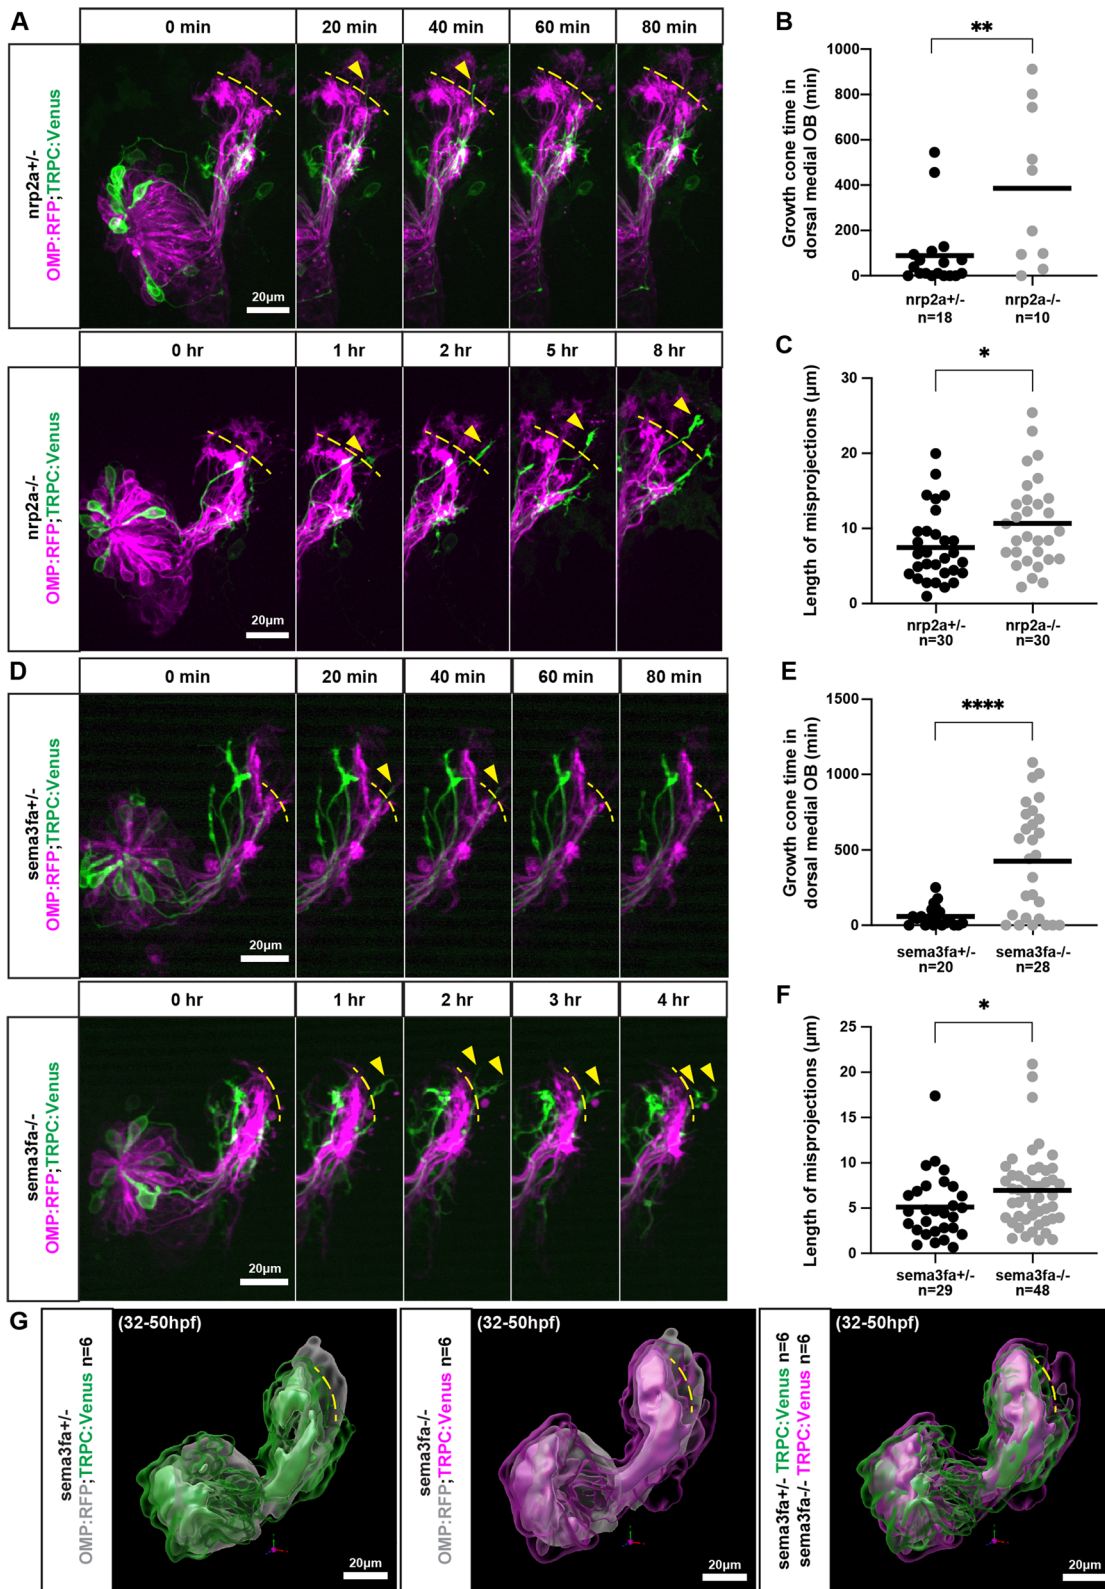 A
0 min
20 min
40 min
60 min
80 min
nrp2a+/-
OMP:RFP;TRPC:Venus
20µm
0 hr
1 hr
2 hr
5 hr
8 hr
nrp2a-/-
OMP:RFP;TRPC:Venus
20µm
B
**
Growth cone time in
dorsal medial OB (min)
1000
800
600
400
200
0
nrp2a+/-
n=18
nrp2a-/-
n=10
C
*
Length of misprojections (µm)
30
20
10
0
nrp2a+/-
n=30
nrp2a-/-
n=30
D
0 min
20 min
40 min
60 min
80 min
sema3fa+/-
OMP:RFP;TRPC:Venus
20µm
0 hr
1 hr
2 hr
3 hr
4 hr
sema3fa-/-
OMP:RFP;TRPC:Venus
20µm
E
****
Growth cone time in
dorsal medial OB (min)
1500
1000
500
0
sema3fa+/-
n=20
sema3fa-/-
n=28
F
*
Length of misprojections (µm)
25
20
15
10
5
0
sema3fa+/-
n=29
sema3fa-/-
n=48
G
sema3fa+/-
OMP:RFP;TRPC:Venus n=6
(32-50hpf)
20µm
sema3fa-/-
OMP:RFP;TRPC:Venus n=6
(32-50hpf)
20µm
sema3fa+/- TRPC:Venus n=6
sema3fa-/- TRPC:Venus n=6
(32-50hpf)
20µm